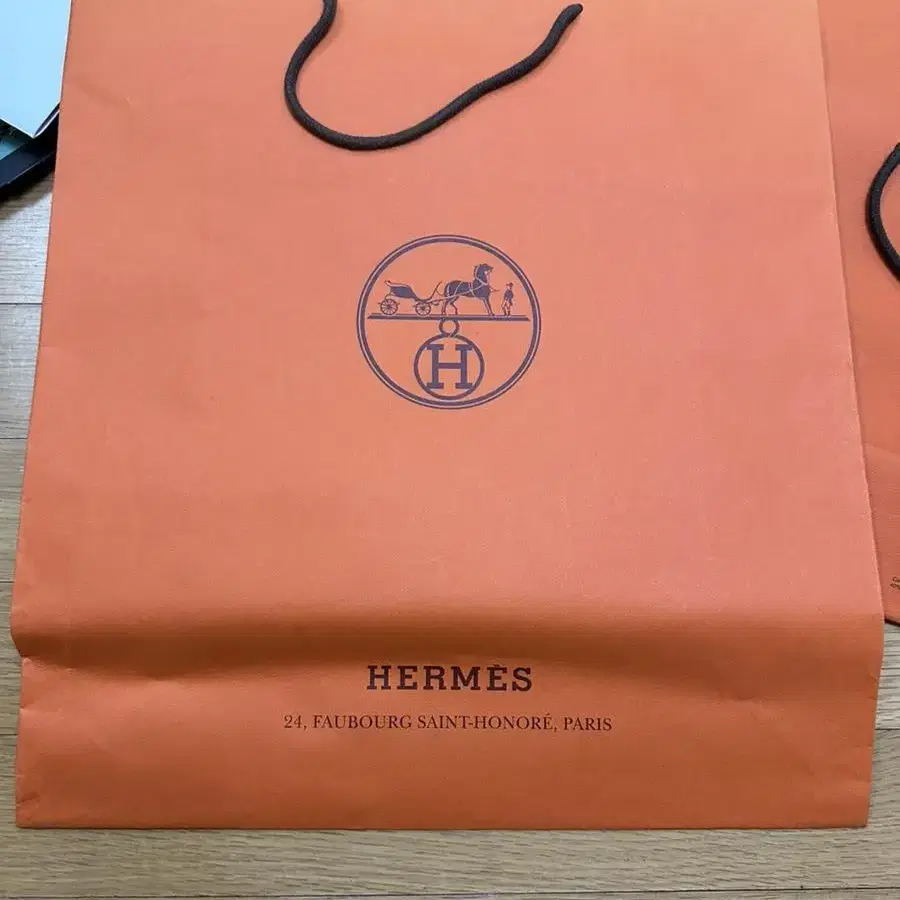 H
HERMÈS
24, FAUBOURG SAINT-HONORÉ, PARIS